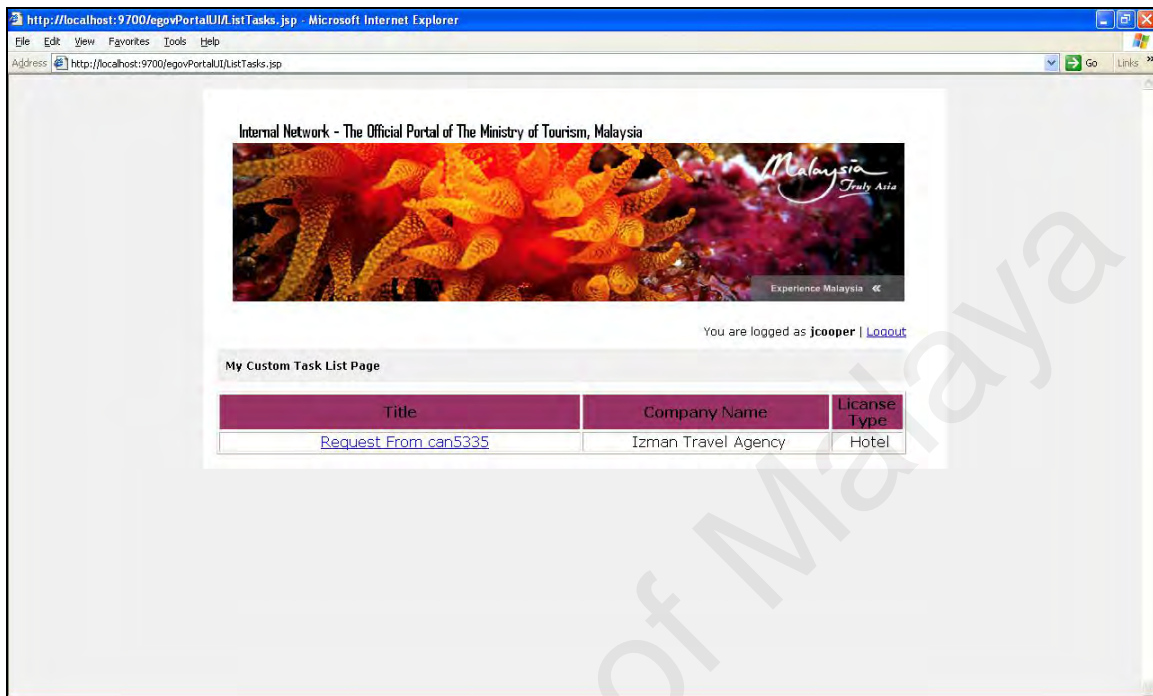 http://localhost:9700/egovPortalUI/ListTasks.jsp - Microsoft Internet Explorer
File Edit View Favorites Tools Help
Address http://localhost:9700/egovPortalUI/ListTasks.jsp Go Links »
Internal Network - The Official Portal of The Ministry of Tourism, Malaysia
Malaysia
Truly Asia
Experience Malaysia «
You are logged as jcooper | Logout
My Custom Task List Page
Title Company Name Licanse Type
Request From can5335 Izman Travel Agency Hotel
of Malaya